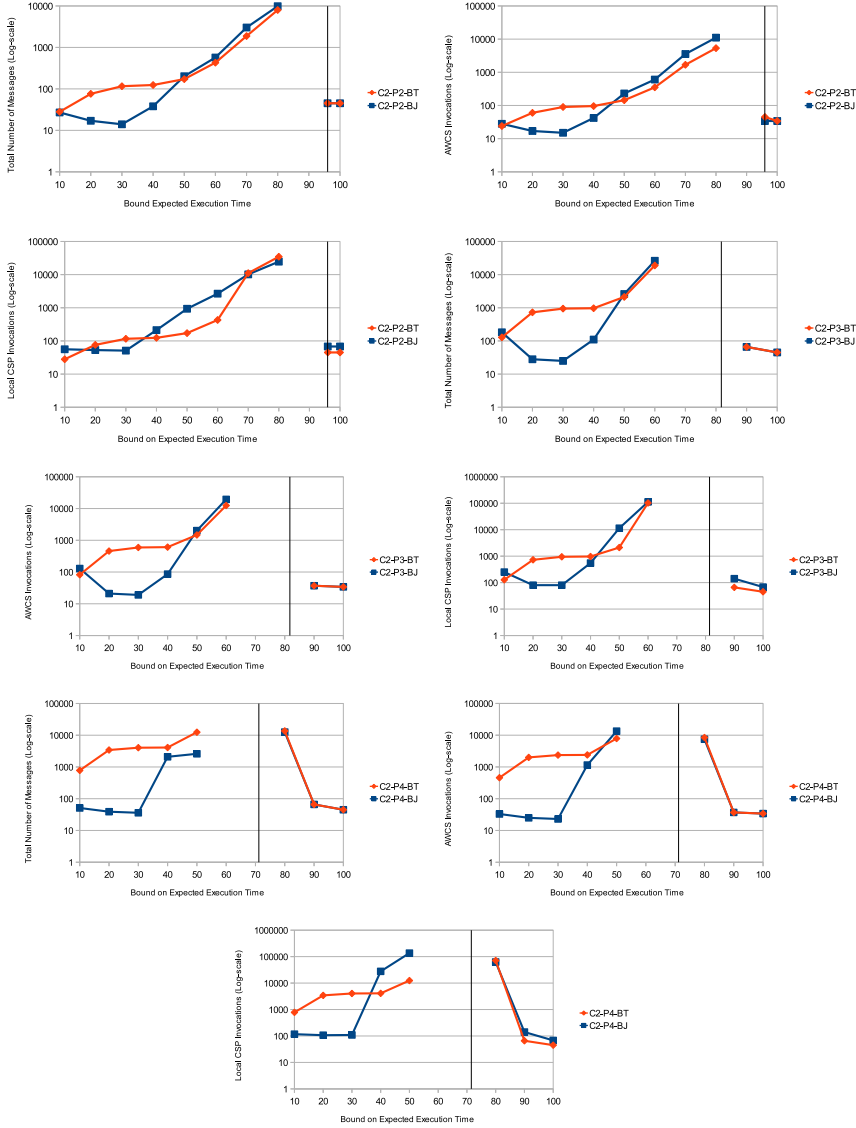 Total Number of Messages (Log-scale)
10000
1000
100
10
1
10 20 30 40 50 60 70 80 90 100
Bound Expected Execution Time
C2-P2-BT
C2-P2-BJ
AWCS Invocations (Log-scale)
100000
10000
1000
100
10
1
10 20 30 40 50 60 70 80 90 100
Bound on Expected Execution Time
C2-P2-BT
C2-P2-BJ
Local CSP Invocations (Log-scale)
100000
10000
1000
100
10
1
10 20 30 40 50 60 70 80 90 100
Bound on Expected Execution Time
C2-P2-BT
C2-P2-BJ
Total Number of Messages (Log-scale)
100000
10000
1000
100
10
1
10 20 30 40 50 60 70 80 90 100
Bound on Expected Execution Time
C2-P3-BT
C2-P3-BJ
AWCS Invocations (Log-scale)
100000
10000
1000
100
10
1
10 20 30 40 50 60 70 80 90 100
Bound on Expected Execution Time
C2-P3-BT
C2-P3-BJ
Local CSP Invocations (Log-scale)
1000000
100000
10000
1000
100
10
1
10 20 30 40 50 60 70 80 90 100
Bound on Expected Execution Time
C2-P3-BT
C2-P3-BJ
Total Number of Messages (Log-scale)
100000
10000
1000
100
10
1
10 20 30 40 50 60 70 80 90 100
Bound on Expected Execution Time
C2-P4-BT
C2-P4-BJ
AWCS Invocations (Log-scale)
100000
10000
1000
100
10
1
10 20 30 40 50 60 70 80 90 100
Bound on Expected Execution Time
C2-P4-BT
C2-P4-BJ
Local CSP Invocations (Log-scale)
1000000
100000
10000
1000
100
10
1
10 20 30 40 50 60 70 80 90 100
Bound on Expected Execution Time
C2-P4-BT
C2-P4-BJ